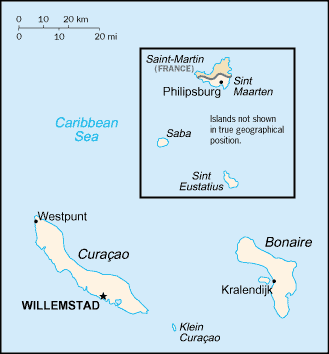 0 10 20 km
0 10 20 mi
Saint-Martin
(FRANCE)
Sint
Maarten
Philipsburg
Islands not shown
in true geographical
position.
Caribbean
Sea
Saba
Sint
Eustatius
Westpunt
Curaçao
Bonaire
WILLEMSTAD
Kralendijk
Klein
Curaçao